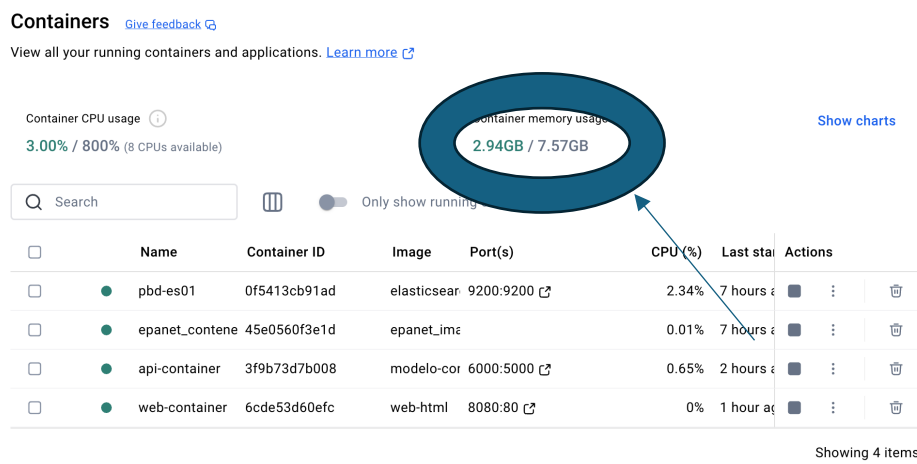 Containers Give feedback
View all your running containers and applications. Learn more
Container CPU usage
Container memory usage
Show charts
3.00% / 800% (8 CPUs available)
2.94GB / 7.57GB
Search
Only show running
Name Container ID Image Port(s) CPU (%) Last star Actions
pbd-es01 0f5413cb91ad elasticsear 9200:9200 2.34% 7 hours a
epanet_contene 45e0560f3e1d epanet_ima 0.01% 7 hours a
api-container 3f9b73d7b008 modelo-cor 6000:5000 0.65% 2 hours a
web-container 6cde53d60efc web-html 8080:80 0% 1 hour ag
Showing 4 items